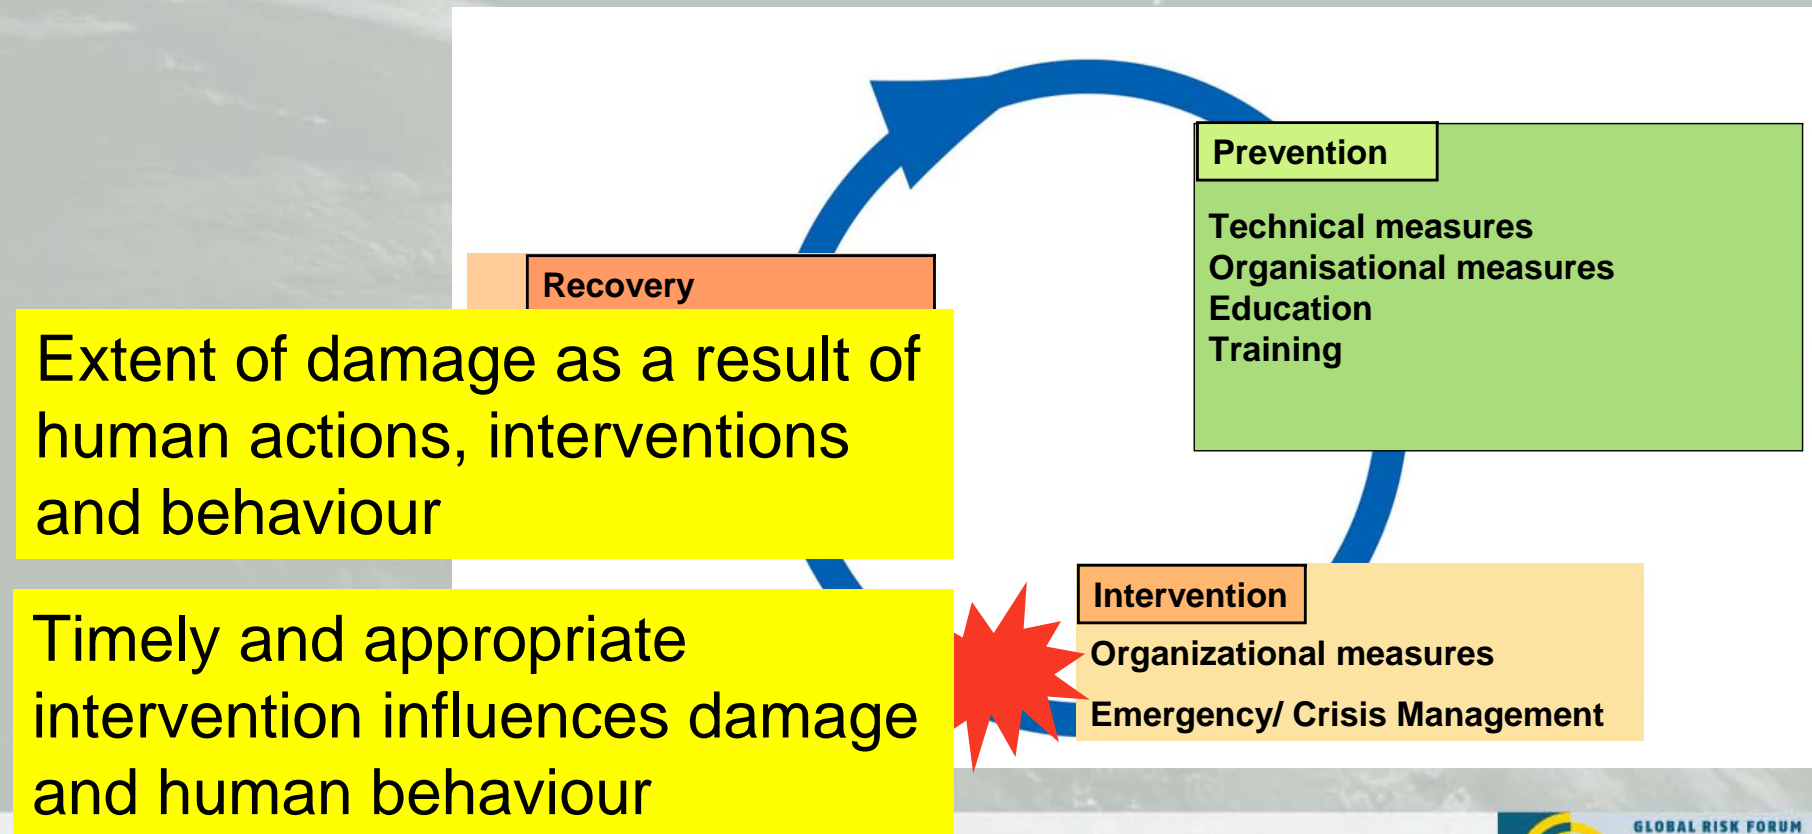 Prevention
Technical measures
Organisational measures
Education
Training
Recovery
Extent of damage as a result of
human actions, interventions
and behaviour
Intervention
Organizational measures
Emergency/ Crisis Management
Timely and appropriate
intervention influences damage
and human behaviour
GLOBAL RISK FORUM